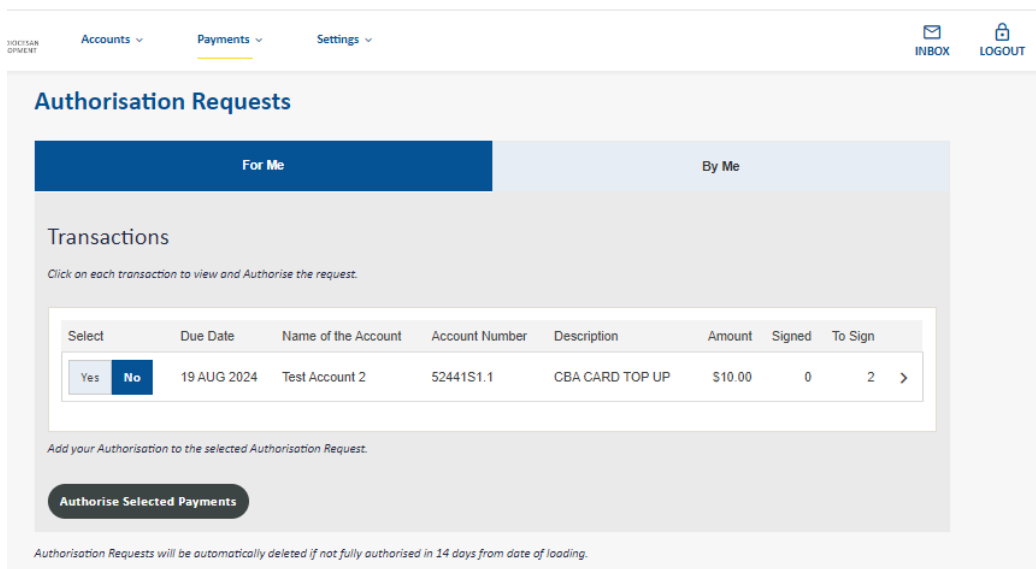 Accounts Payments Settings INBOX LOGOUT
Authorisation Requests
For Me By Me
Transactions
Click on each transaction to view and Authorise the request.
Select Due Date Name of the Account Account Number Description Amount Signed To Sign
Yes No 19 AUG 2024 Test Account 2 52441S1.1 CBA CARD TOP UP $10.00 0 2
Add your Authorisation to the selected Authorisation Request.
Authorise Selected Payments
Authorisation Requests will be automatically deleted if not fully authorised in 14 days from date of loading.